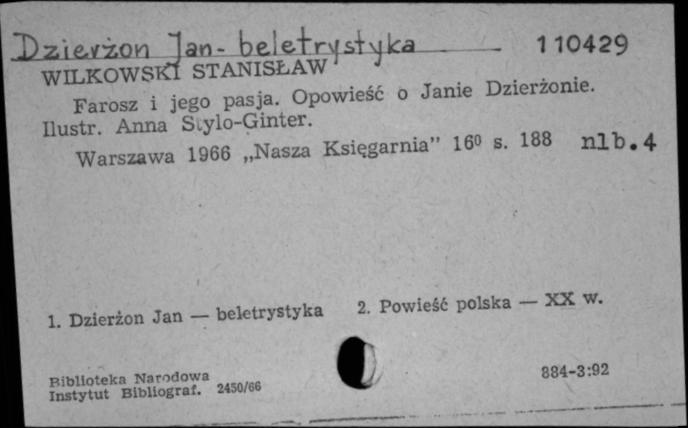 Dzierżon Jan - beletrystyka 110429
WILKOWSKI STANISŁAW
Farosz i jego pasja. Opowieść o Janie Dzierżonie.
Ilustr. Anna Stylo-Ginter.
Warszawa 1966 „Nasza Księgarnia” 16⁰ s. 188 nlb. 4
1. Dzierżon Jan — beletrystyka 2. Powieść polska — XX w.
Biblioteka Narodowa
Instytut Bibliograf. 2450/66
884-3:92